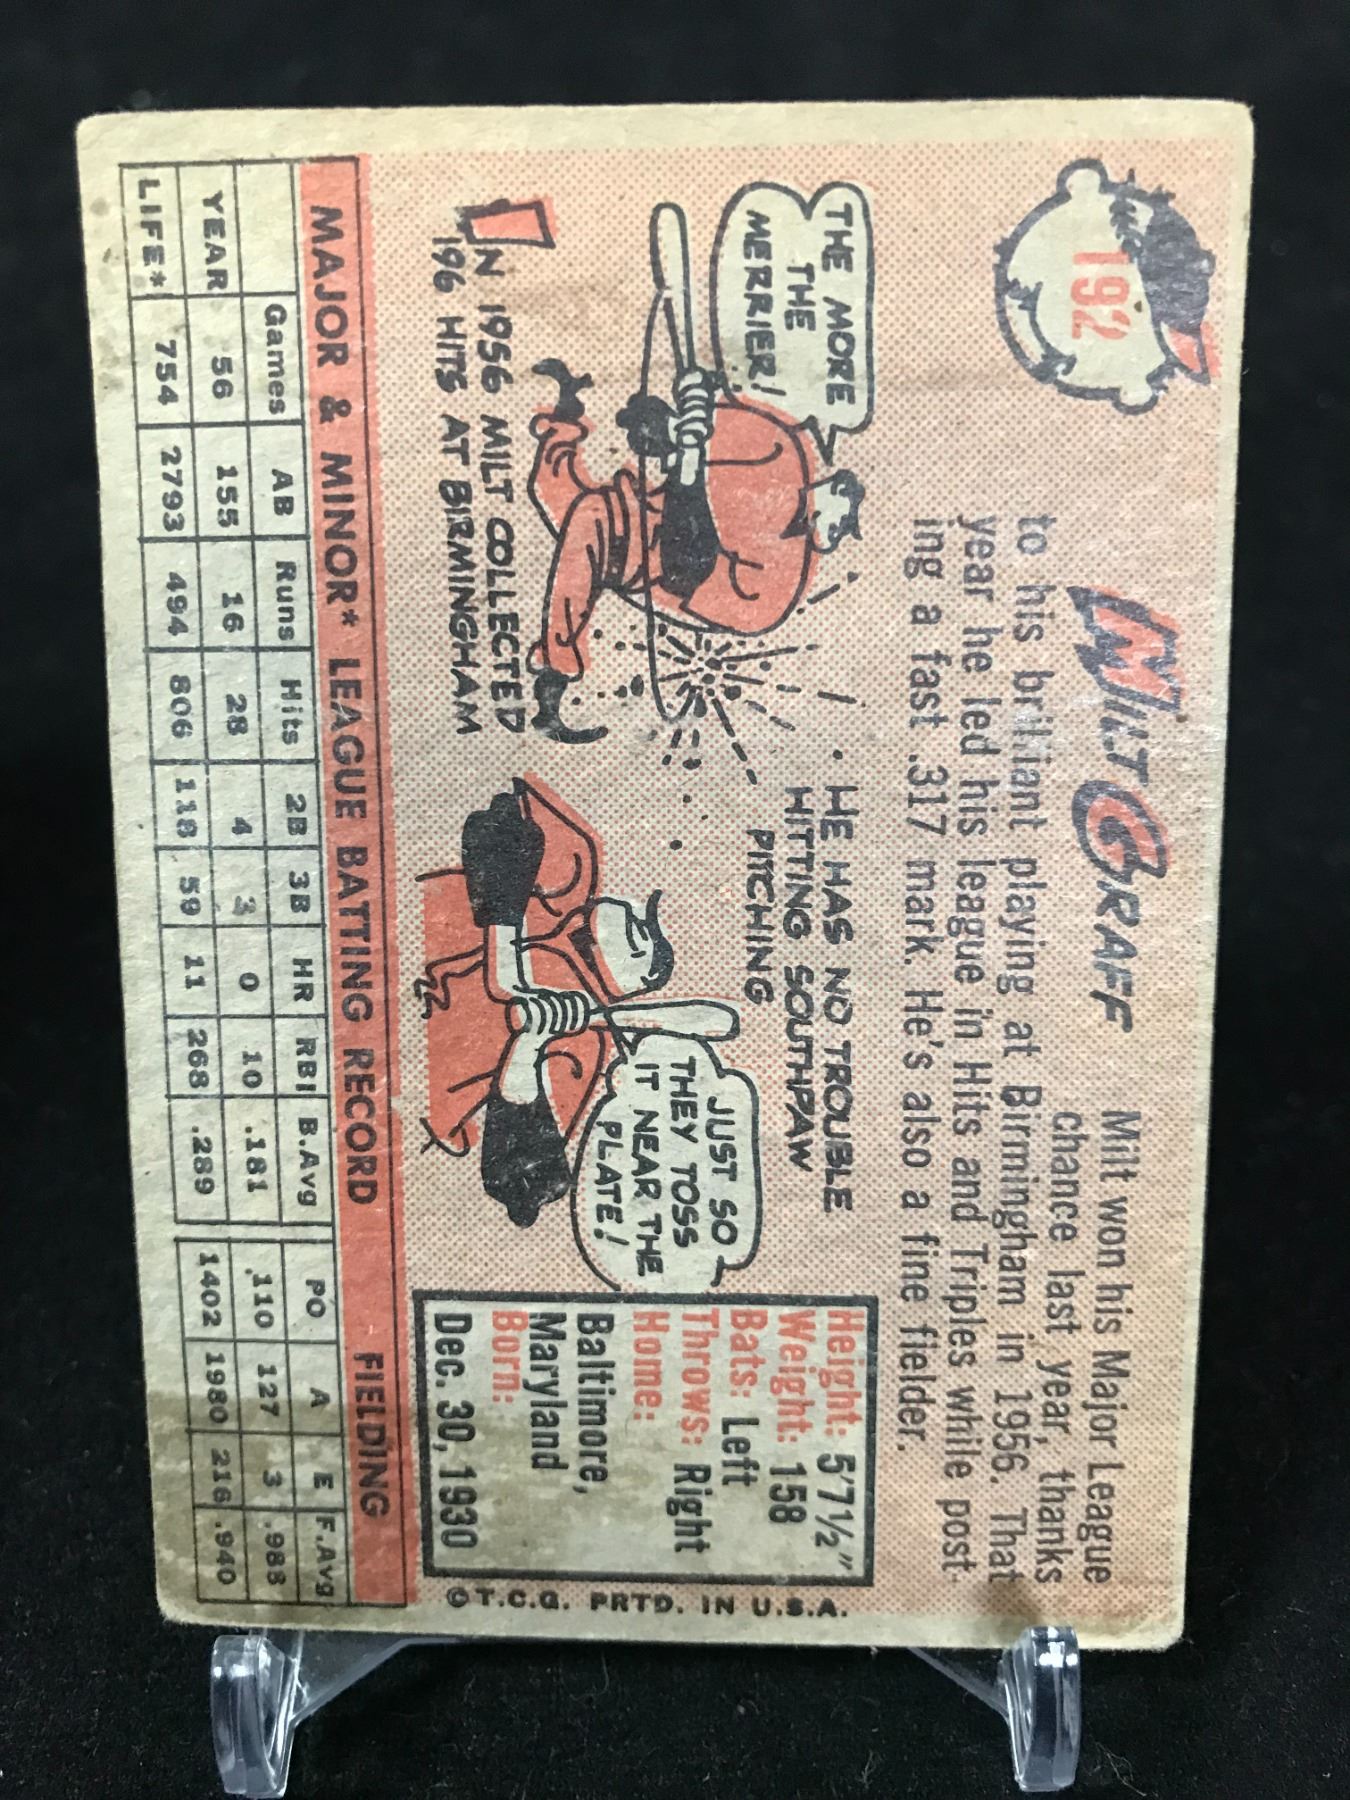 192
MILT GRAFF
Milt won his Major League
chance last year, thanks
to his brilliant playing at Birmingham in 1956. That
year he led his league in Hits and Triples while post-
ing a fast .317 mark. He's also a fine fielder.
THE MORE
THE
MERRIER!
IN 1956 MILT COLLECTED
196 HITS AT BIRMINGHAM
HE HAS NO TROUBLE
HITTING SOUTHPAW
PITCHING
JUST SO
THEY TOSS
IT NEAR THE
PLATE!
Height: 5'7½"
Weight: 158
Bats: Left
Throws: Right
Home:
Baltimore,
Maryland
Born:
Dec. 30, 1930
©T.C.G. PRTD. IN U.S.A.
MAJOR & MINOR* LEAGUE BATTING RECORD FIELDING
Games AB Runs Hits 2B 3B HR RBI B.Avg PO A E F.Avg
YEAR 56 155 16 28 4 3 0 10 .181 110 127 3 .988
LIFE* 754 2793 494 806 118 59 11 268 .289 1402 1980 216 .940